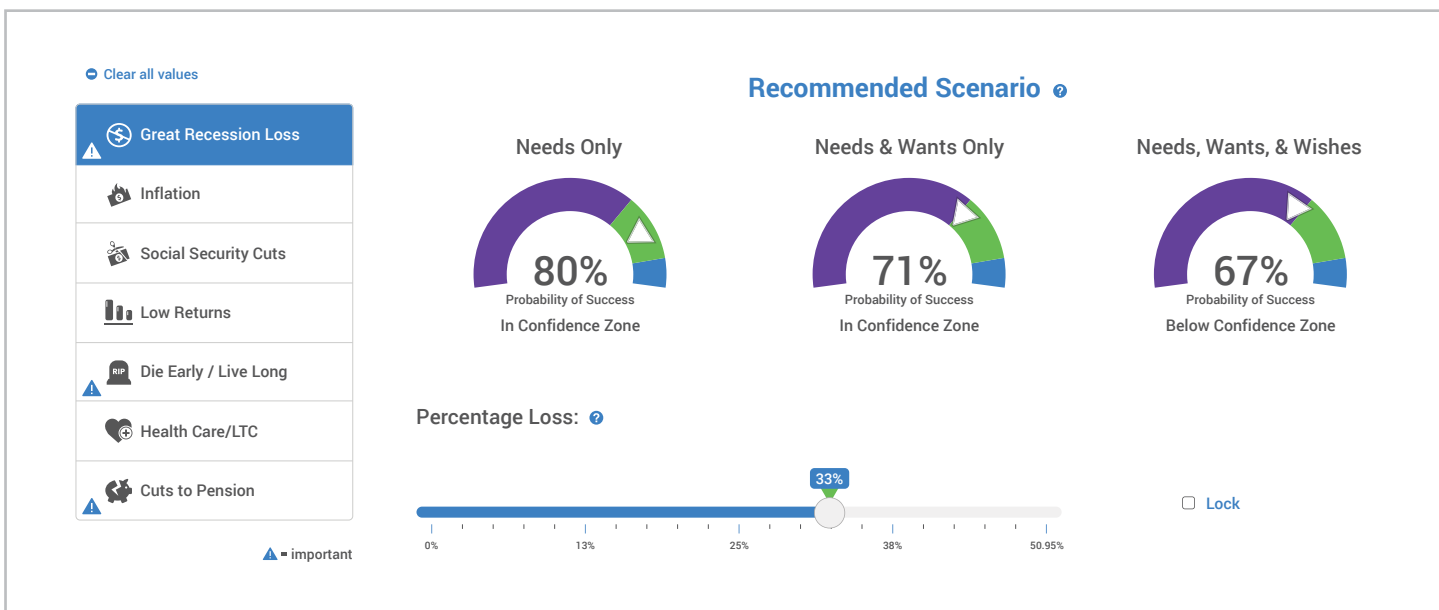 Clear all values
Great Recession Loss
Inflation
Social Security Cuts
Low Returns
RIP
Die Early / Live Long
Health Care/LTC
Cuts to Pension
= important
Recommended Scenario
Needs Only
80%
Probability of Success
In Confidence Zone
Needs & Wants Only
71%
Probability of Success
In Confidence Zone
Needs, Wants, & Wishes
67%
Probability of Success
Below Confidence Zone
Percentage Loss:
33%
0% 13% 25% 38% 50.95%
Lock